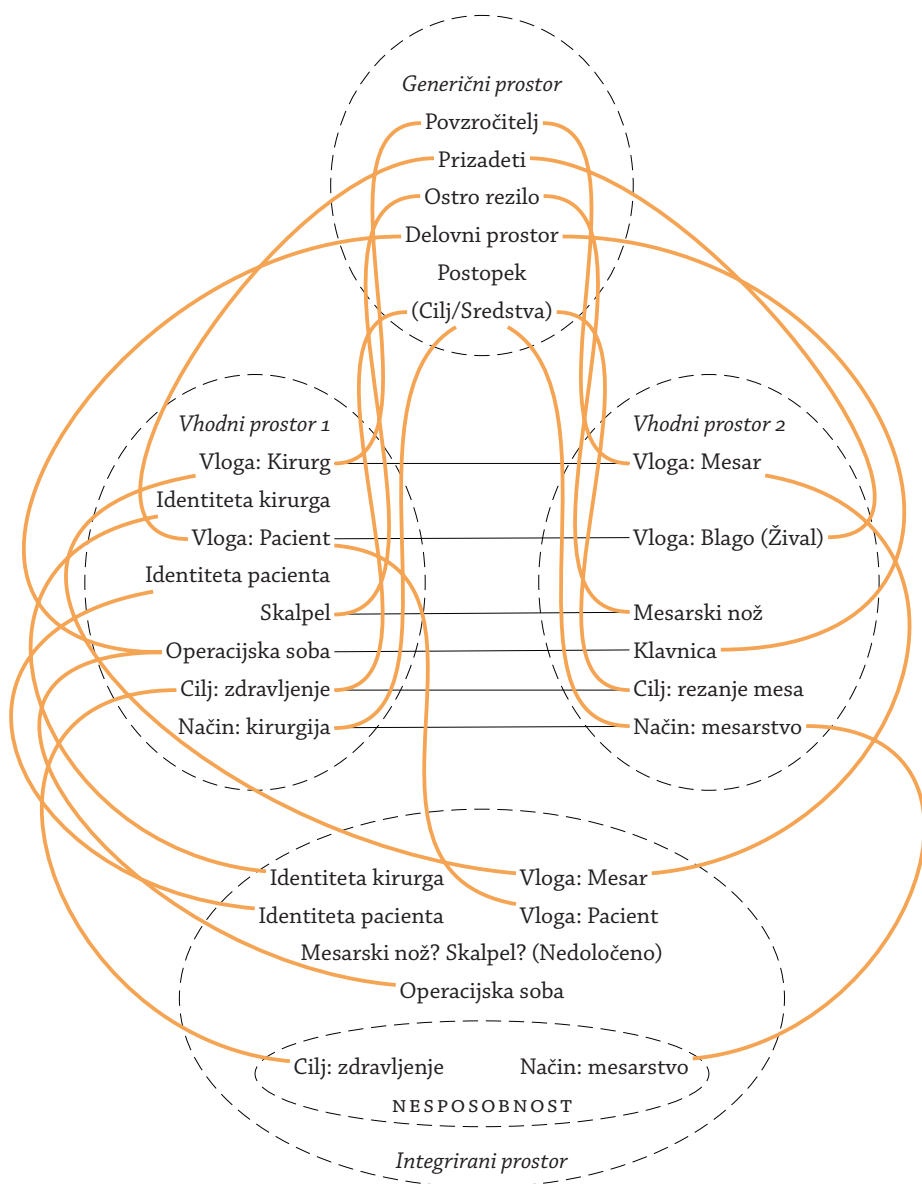 Generični prostor
Povzročitelj
Prizadeti
Ostro rezilo
Delovni prostor
Postopek
(Cilj/Sredstva)
Vhodni prostor 1
Vloga: Kirurg
Identiteta kirurga
Vloga: Pacient
Identiteta pacienta
Skalpel
Operacijska soba
Cilj: zdravljenje
Način: kirurgija
Vhodni prostor 2
Vloga: Mesar
Vloga: Blago (Žival)
Mesarski nož
Klavnica
Cilj: rezanje mesa
Način: mesarstvo
Identiteta kirurga Vloga: Mesar
Identiteta pacienta Vloga: Pacient
Mesarski nož? Skalpel? (Nedoločeno)
Operacijska soba
Cilj: zdravljenje Način: mesarstvo
NESPOSOBNOST
Integrirani prostor